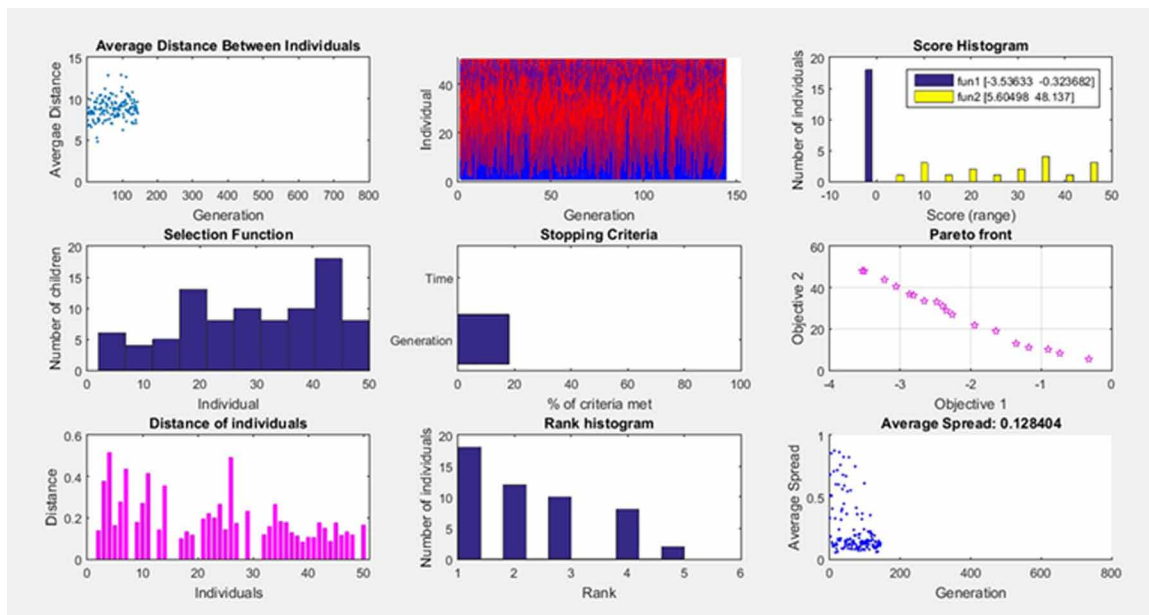 Average Distance Between Individuals
Avergae Distance
15
10
5
0
100 200 300 400 500 600 700 800
Generation
Individual
40
20
0
0 50 100 150
Generation
Score Histogram
Number of individuals
20
15
10
5
0
fun1 [-3.53633 -0.323682]
fun2 [5.60498 48.137]
-10 0 10 20 30 40 50
Score (range)
Selection Function
Number of children
20
15
10
5
0
0 10 20 30 40 50
Individual
Stopping Criteria
Time
Generation
0 20 40 60 80 100
% of criteria met
Pareto front
Objective 2
60
40
20
0
-4 -3 -2 -1 0
Objective 1
Distance of individuals
Distance
0.6
0.4
0.2
0
0 10 20 30 40 50
Individuals
Rank histogram
Number of individuals
20
15
10
5
0
1 2 3 4 5 6
Rank
Average Spread: 0.128404
Average Spread
1
0.5
0
0 200 400 600 800
Generation